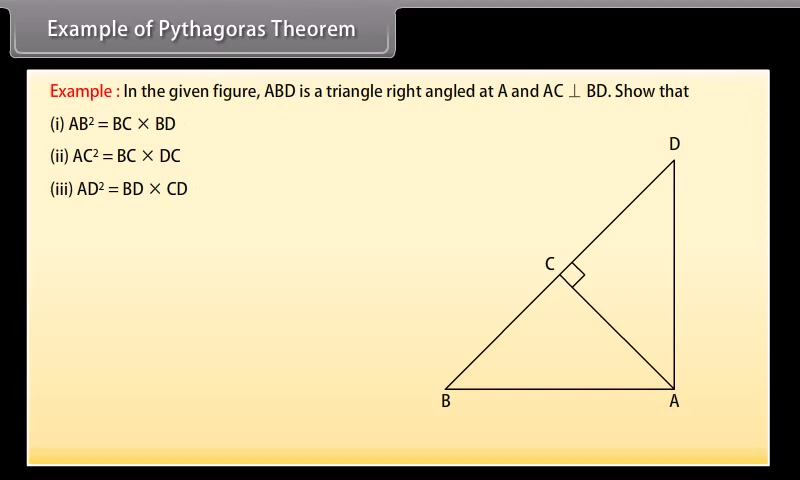 Example of Pythagoras Theorem
Example : In the given figure, ABD is a triangle right angled at A and AC ⊥ BD. Show that
(i) AB² = BC × BD
(ii) AC² = BC × DC
(iii) AD² = BD × CD
D
C
B
A